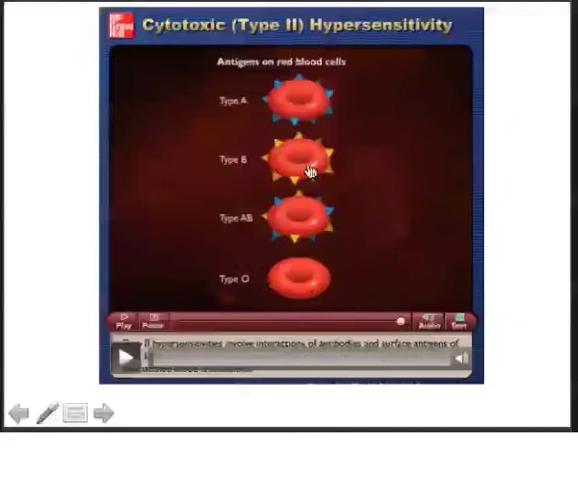 Cytotoxic (Type II) Hypersensitivity
Antigens on red blood cells
Type A
Type B
Type AB
Type O
Play
Pause
Audio
Text
II hypersensitivities involve interactions of antibodies and surface antigens of